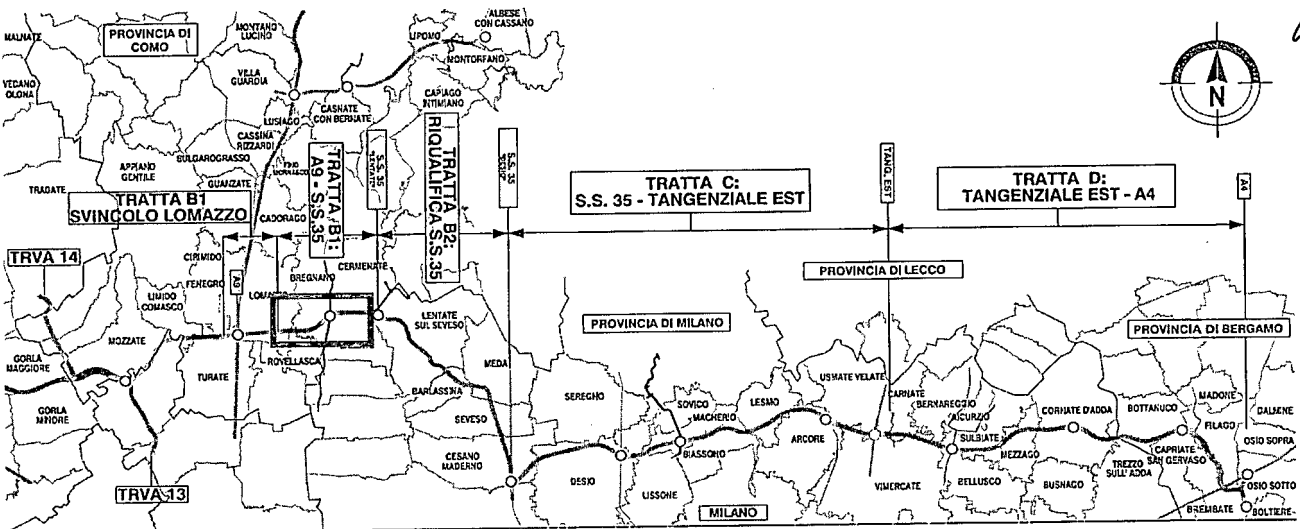 MALNATE
PROVINCIA DI
COMO
MONTANO
LUCINO
LIPOMO
ALBESE
CON CASSANO
MONTORFANO
VEDANO
OLONA
VILLA
GUARDIA
CASNATE
CON BERNATE
CAPIAGO
INTIMIANO
LUISAGO
CASSINA
RIZZARDI
BULGAROGRASSO
APPIANO
GENTILE
FINO
MORNASCO
GUANZATE
TRADATE
N
TRATTA B1
SVINCOLO LOMAZZO
CADORAGO
TRATTA B1:
A9 - S.S.35
S.S. 35
TRATTA B2:
RIQUALIFICA S.S.35
S.S. 35
TRATTA C:
S.S. 35 - TANGENZIALE EST
TANG. EST
TRATTA D:
TANGENZIALE EST - A4
A4
TRVA 14
CIRIMIDO
FENEGRO
A9
BREGNANO
CERMENATE
PROVINCIA DI LECCO
LIMIDO
COMASCO
LOMAZZO
LENTATE
SUL SEVESO
PROVINCIA DI MILANO
PROVINCIA DI BERGAMO
MOZZATE
GORLA
MAGGIORE
TURATE
ROVELLASCA
MEDA
BARLASSINA
SEREGNO
SOVICO
MACHERIO
LESMO
USMATE VELATE
CARNATE
BERNAREGGIO
AICURZIO
CORNATE D'ADDA
BOTTANUCO
MADONE
DALMINE
GORLA
MINORE
SEVESO
ARCORE
SULBIATE
MEZZAGO
FILAGO
OSIO SOPRA
CESANO
MADERNO
BIASSONO
TREZZO
SULL'ADDA
CAPRIATE
SAN GERVASO
DESIO
LISSONE
VIMERCATE
BELLUSCO
BUSNAGO
OSIO SOTTO
TRVA 13
MILANO
BREMBATE
BOLTIERE